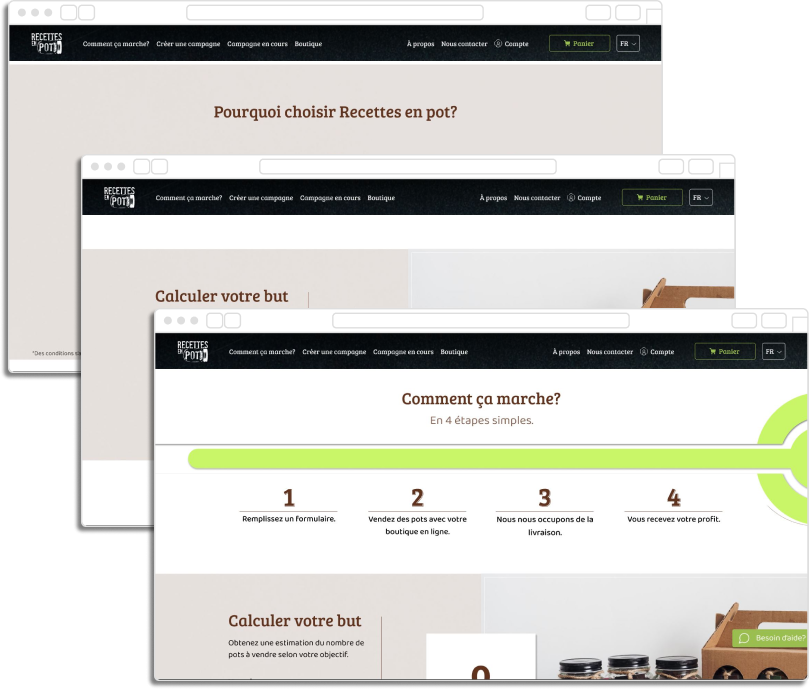 RECETTES
EN POT
Comment ça marche? Créer une campagne Campagne en cours Boutique
À propos Nous contacter Compte Panier FR
Pourquoi choisir Recettes en pot?
*Des conditions
RECETTES
EN POT
Comment ça marche? Créer une campagne Campagne en cours Boutique
À propos Nous contacter Compte Panier FR
Calculer votre but
RECETTES
EN POT
Comment ça marche? Créer une campagne Campagne en cours Boutique
À propos Nous contacter Compte Panier FR
Comment ça marche?
En 4 étapes simples.
1
Remplissez un formulaire.
2
Vendez des pots avec votre
boutique en ligne.
3
Nous nous occupons de la
livraison.
4
Vous recevez votre profit.
Calculer votre but
Obtenez une estimation du nombre de
pots à vendre selon votre objectif.
0
Besoin d'aide?